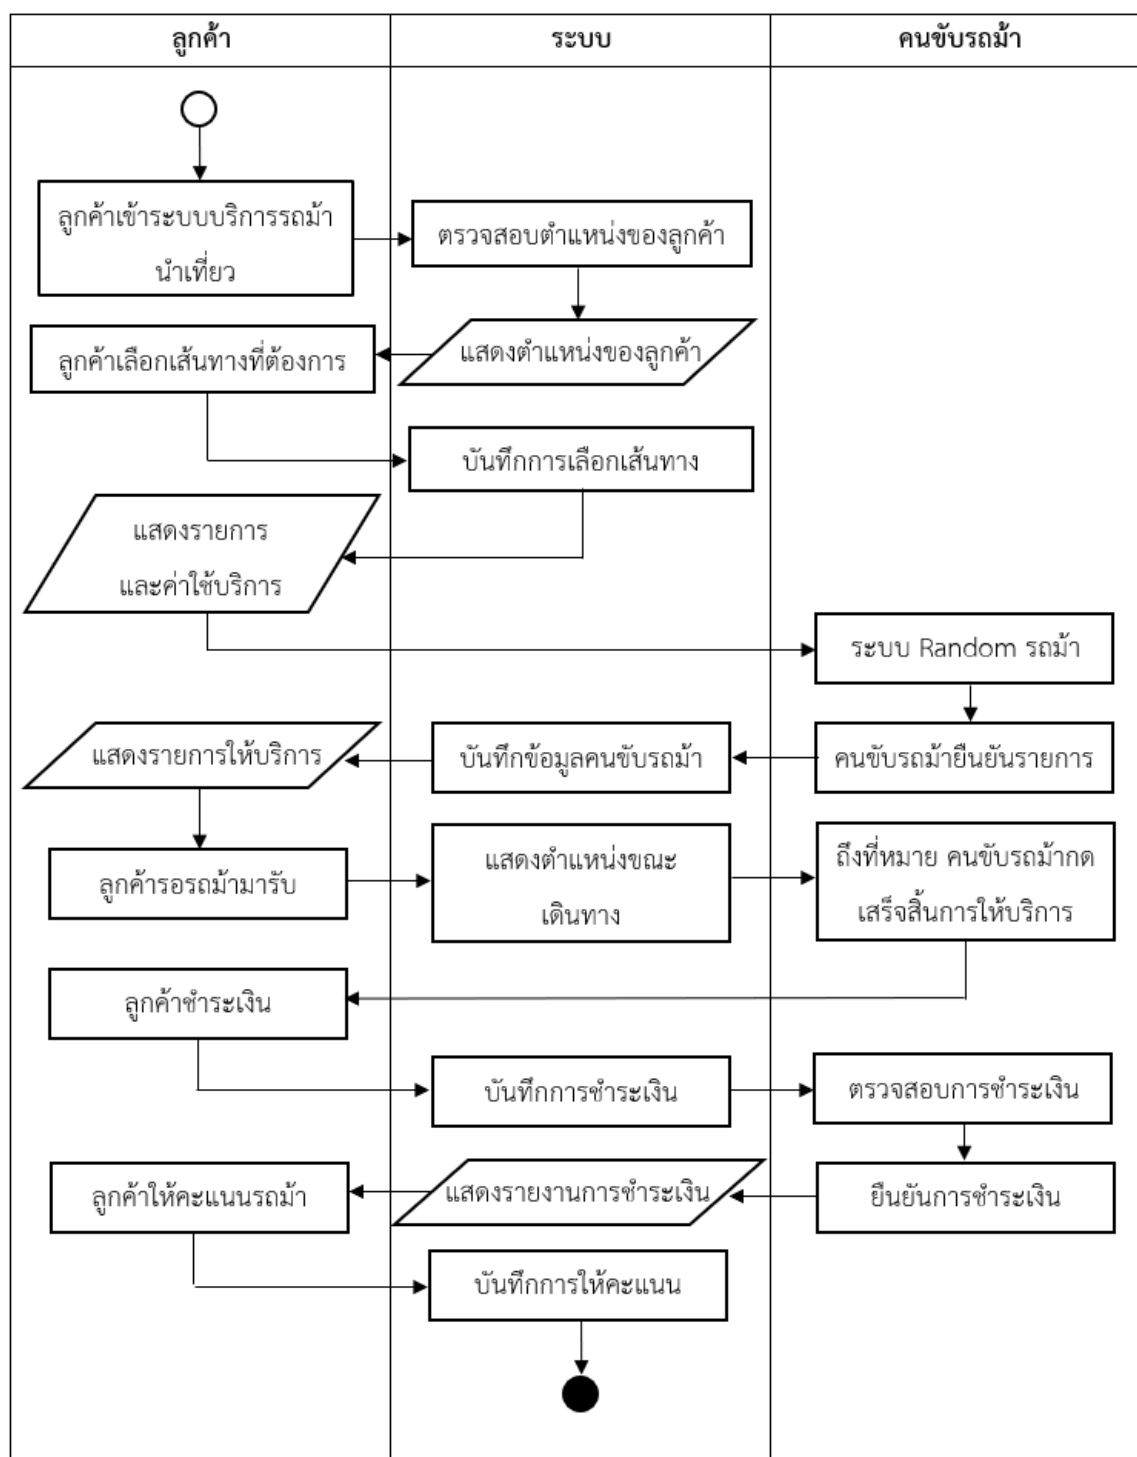 ลูกค้า
ระบบ
คนขับรถม้า
ลูกค้าเข้าระบบบริการรถม้า
นำเที่ยว
ตรวจสอบตำแหน่งของลูกค้า
แสดงตำแหน่งของลูกค้า
ลูกค้าเลือกเส้นทางที่ต้องการ
บันทึกการเลือกเส้นทาง
แสดงรายการ
และค่าใช้บริการ
ระบบ Random รถม้า
คนขับรถม้ายืนยันรายการ
บันทึกข้อมูลคนขับรถม้า
แสดงรายการให้บริการ
ลูกค้ารอรถม้ามารับ
แสดงตำแหน่งขณะ
เดินทาง
ถึงที่หมาย คนขับรถม้ากด
เสร็จสิ้นการให้บริการ
ลูกค้าชำระเงิน
บันทึกการชำระเงิน
ตรวจสอบการชำระเงิน
ยืนยันการชำระเงิน
แสดงรายงานการชำระเงิน
ลูกค้าให้คะแนนรถม้า
บันทึกการให้คะแนน